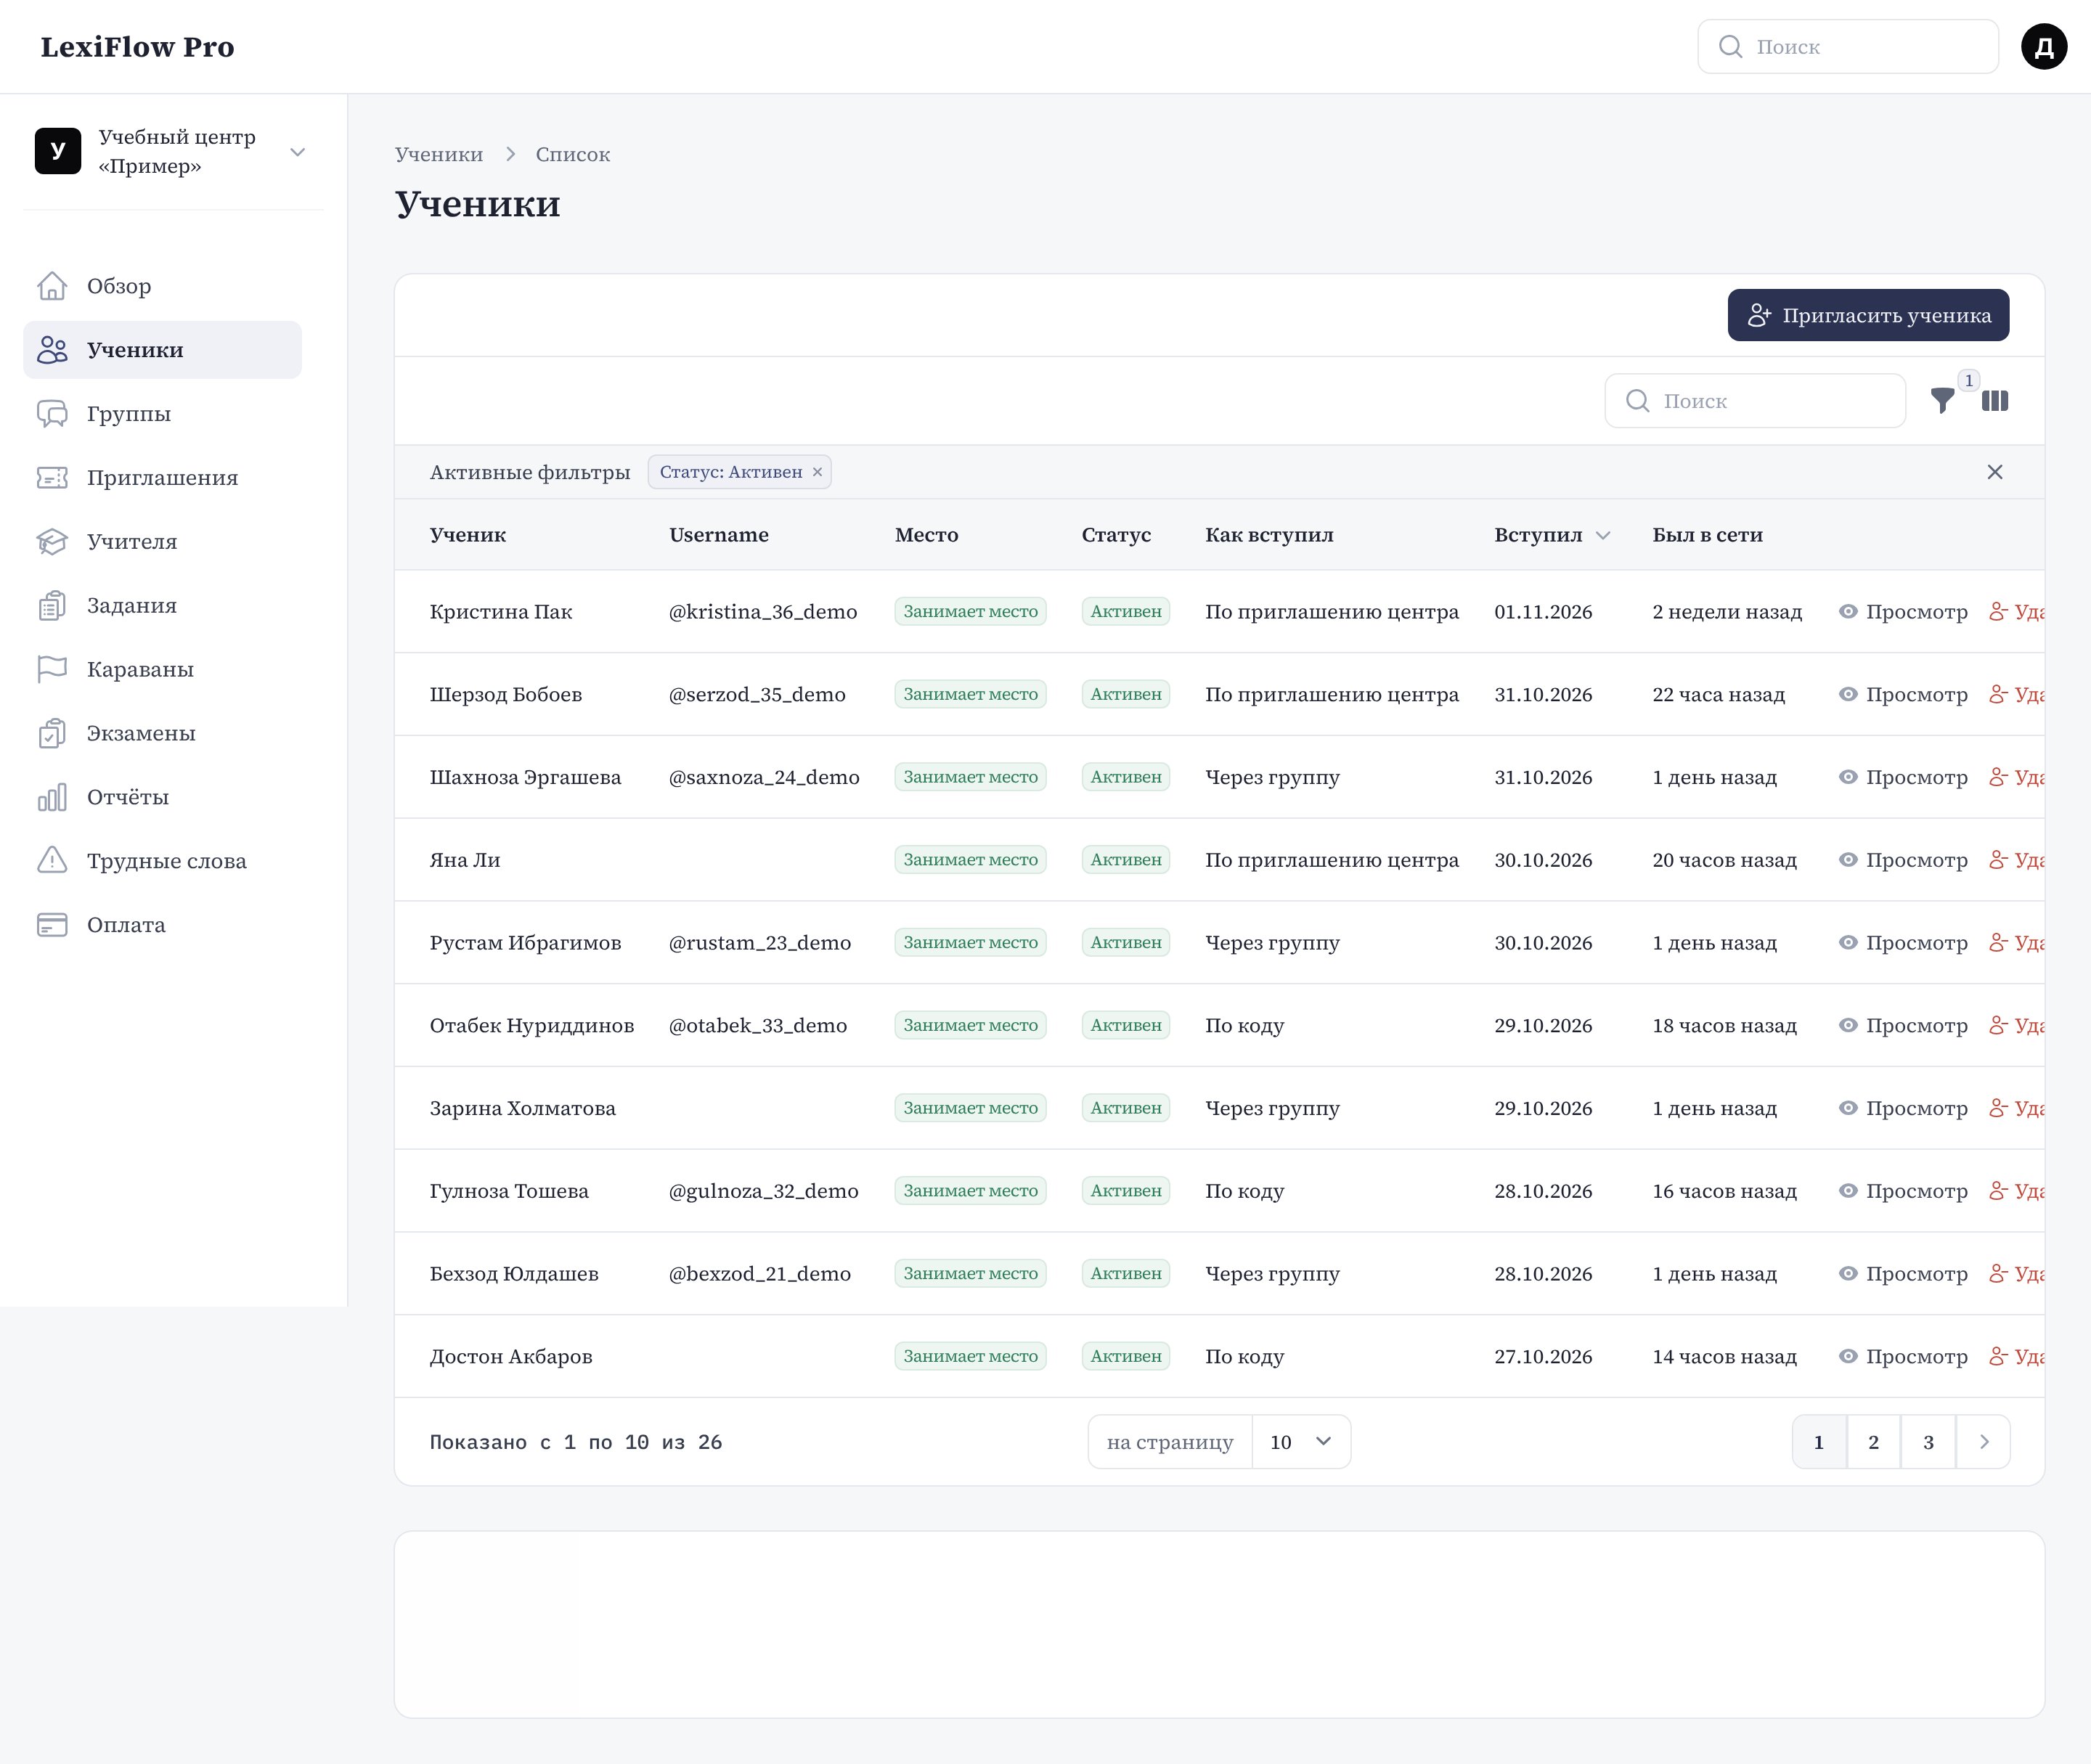 LexiFlow Pro
Поиск
Д
У
Учебный центр
«Пример»
Обзор
Ученики
Группы
Приглашения
Учителя
Задания
Караваны
Экзамены
Отчёты
Трудные слова
Оплата
Ученики Список
Ученики
Пригласить ученика
Поиск
1
Активные фильтры Статус: Активен
Ученик Username Место Статус Как вступил Вступил Был в сети
Кристина Пак @kristina_36_demo Занимает место Активен По приглашению центра 01.11.2026 2 недели назад Просмотр Уда
Шерзод Бобоев @serzod_35_demo Занимает место Активен По приглашению центра 31.10.2026 22 часа назад Просмотр Уда
Шахноза Эргашева @saxnoza_24_demo Занимает место Активен Через группу 31.10.2026 1 день назад Просмотр Уда
Яна Ли Занимает место Активен По приглашению центра 30.10.2026 20 часов назад Просмотр Уда
Рустам Ибрагимов @rustam_23_demo Занимает место Активен Через группу 30.10.2026 1 день назад Просмотр Уда
Отабек Нуриддинов @otabek_33_demo Занимает место Активен По коду 29.10.2026 18 часов назад Просмотр Уда
Зарина Холматова Занимает место Активен Через группу 29.10.2026 1 день назад Просмотр Уда
Гулноза Тошева @gulnoza_32_demo Занимает место Активен По коду 28.10.2026 16 часов назад Просмотр Уда
Бехзод Юлдашев @bexzod_21_demo Занимает место Активен Через группу 28.10.2026 1 день назад Просмотр Уда
Достон Акбаров Занимает место Активен По коду 27.10.2026 14 часов назад Просмотр Уда
Показано с 1 по 10 из 26 на страницу 10 1 2 3